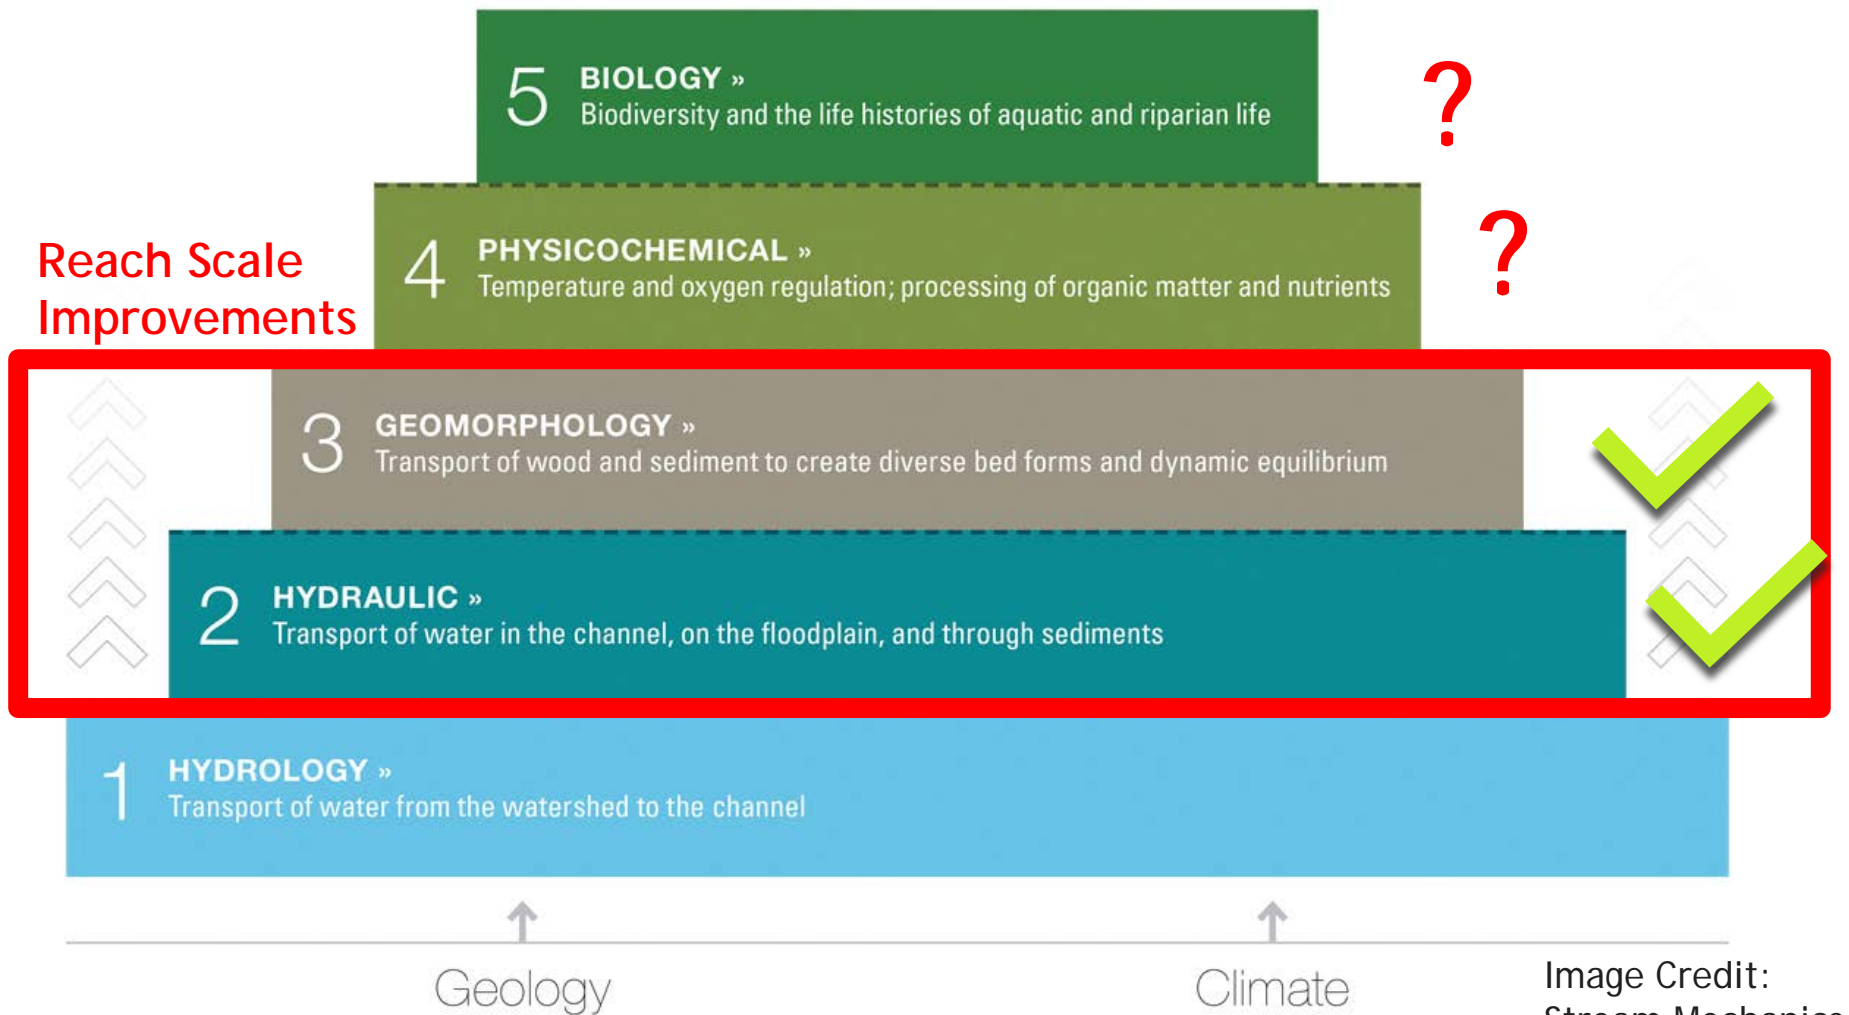 5 BIOLOGY »
Biodiversity and the life histories of aquatic and riparian life
?
4 PHYSICOCHEMICAL »
Temperature and oxygen regulation; processing of organic matter and nutrients
?
Reach Scale
Improvements
3 GEOMORPHOLOGY »
Transport of wood and sediment to create diverse bed forms and dynamic equilibrium
2 HYDRAULIC »
Transport of water in the channel, on the floodplain, and through sediments
1 HYDROLOGY »
Transport of water from the watershed to the channel
Geology
Climate
Image Credit:
Stream Mechanics